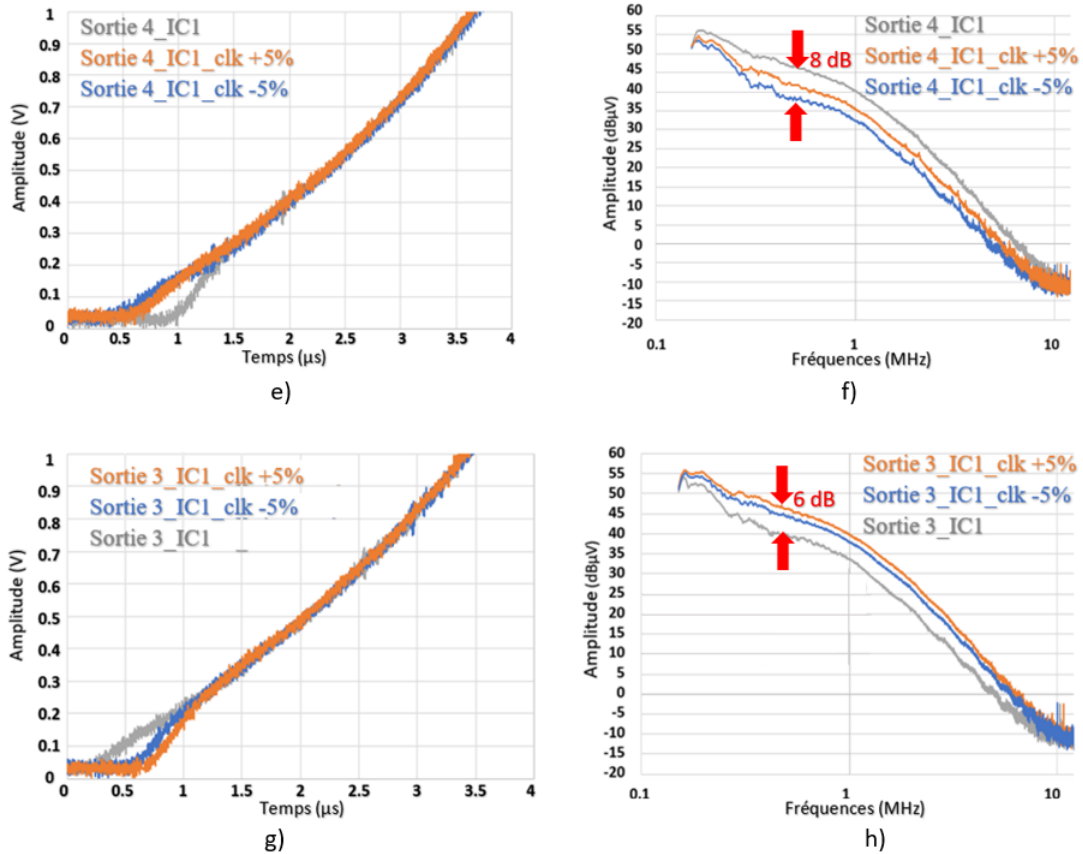 Sortie 4_IC1
Sortie 4_IC1_clk +5%
Sortie 4_IC1_clk -5%
Amplitude (V)
1
0.8
0.6
0.5
0.4
0.3
0.2
0.1
0
0 0.5 1 1.5 2 2.5 3 3.5 4
Temps (µs)
e)
Sortie 4_IC1
Sortie 4_IC1_clk +5%
Sortie 4_IC1_clk -5%
8 dB
Amplitude (dBµV)
60
55
50
45
40
35
30
25
20
15
10
5
0
-5
-10
-15
-20
0.1 1 10
Fréquences (MHz)
f)
Sortie 3_IC1_clk +5%
Sortie 3_IC1_clk -5%
Sortie 3_IC1 _
Amplitude (V)
1
0.9
0.8
0.7
0.6
0.5
0.4
0.3
0.2
0.1
0
0 0.5 1 1.5 2 2.5 3 3.5 4
Temps (µs)
g)
Sortie 3_IC1_clk +5%
Sortie 3_IC1_clk -5%
Sortie 3_IC1
6 dB
Amplitude (dBµV)
60
55
50
45
40
35
30
25
20
15
10
5
0
-5
-10
-15
-20
0.1 1 10
Fréquences (MHz)
h)